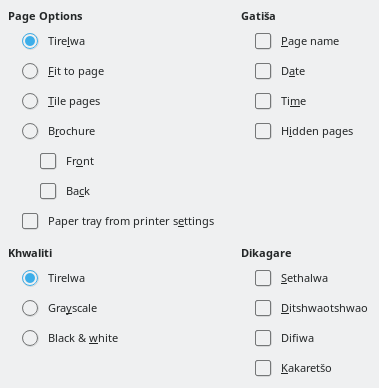 Page Options
Tirelwa
Fit to page
Tile pages
Brochure
Front
Back
Paper tray from printer settings
Gatiša
Page name
Date
Time
Hidden pages
Khwaliti
Tirelwa
Grayscale
Black & white
Dikagare
Sethalwa
Ditshwaotshwao
Difiwa
Kakaretšo